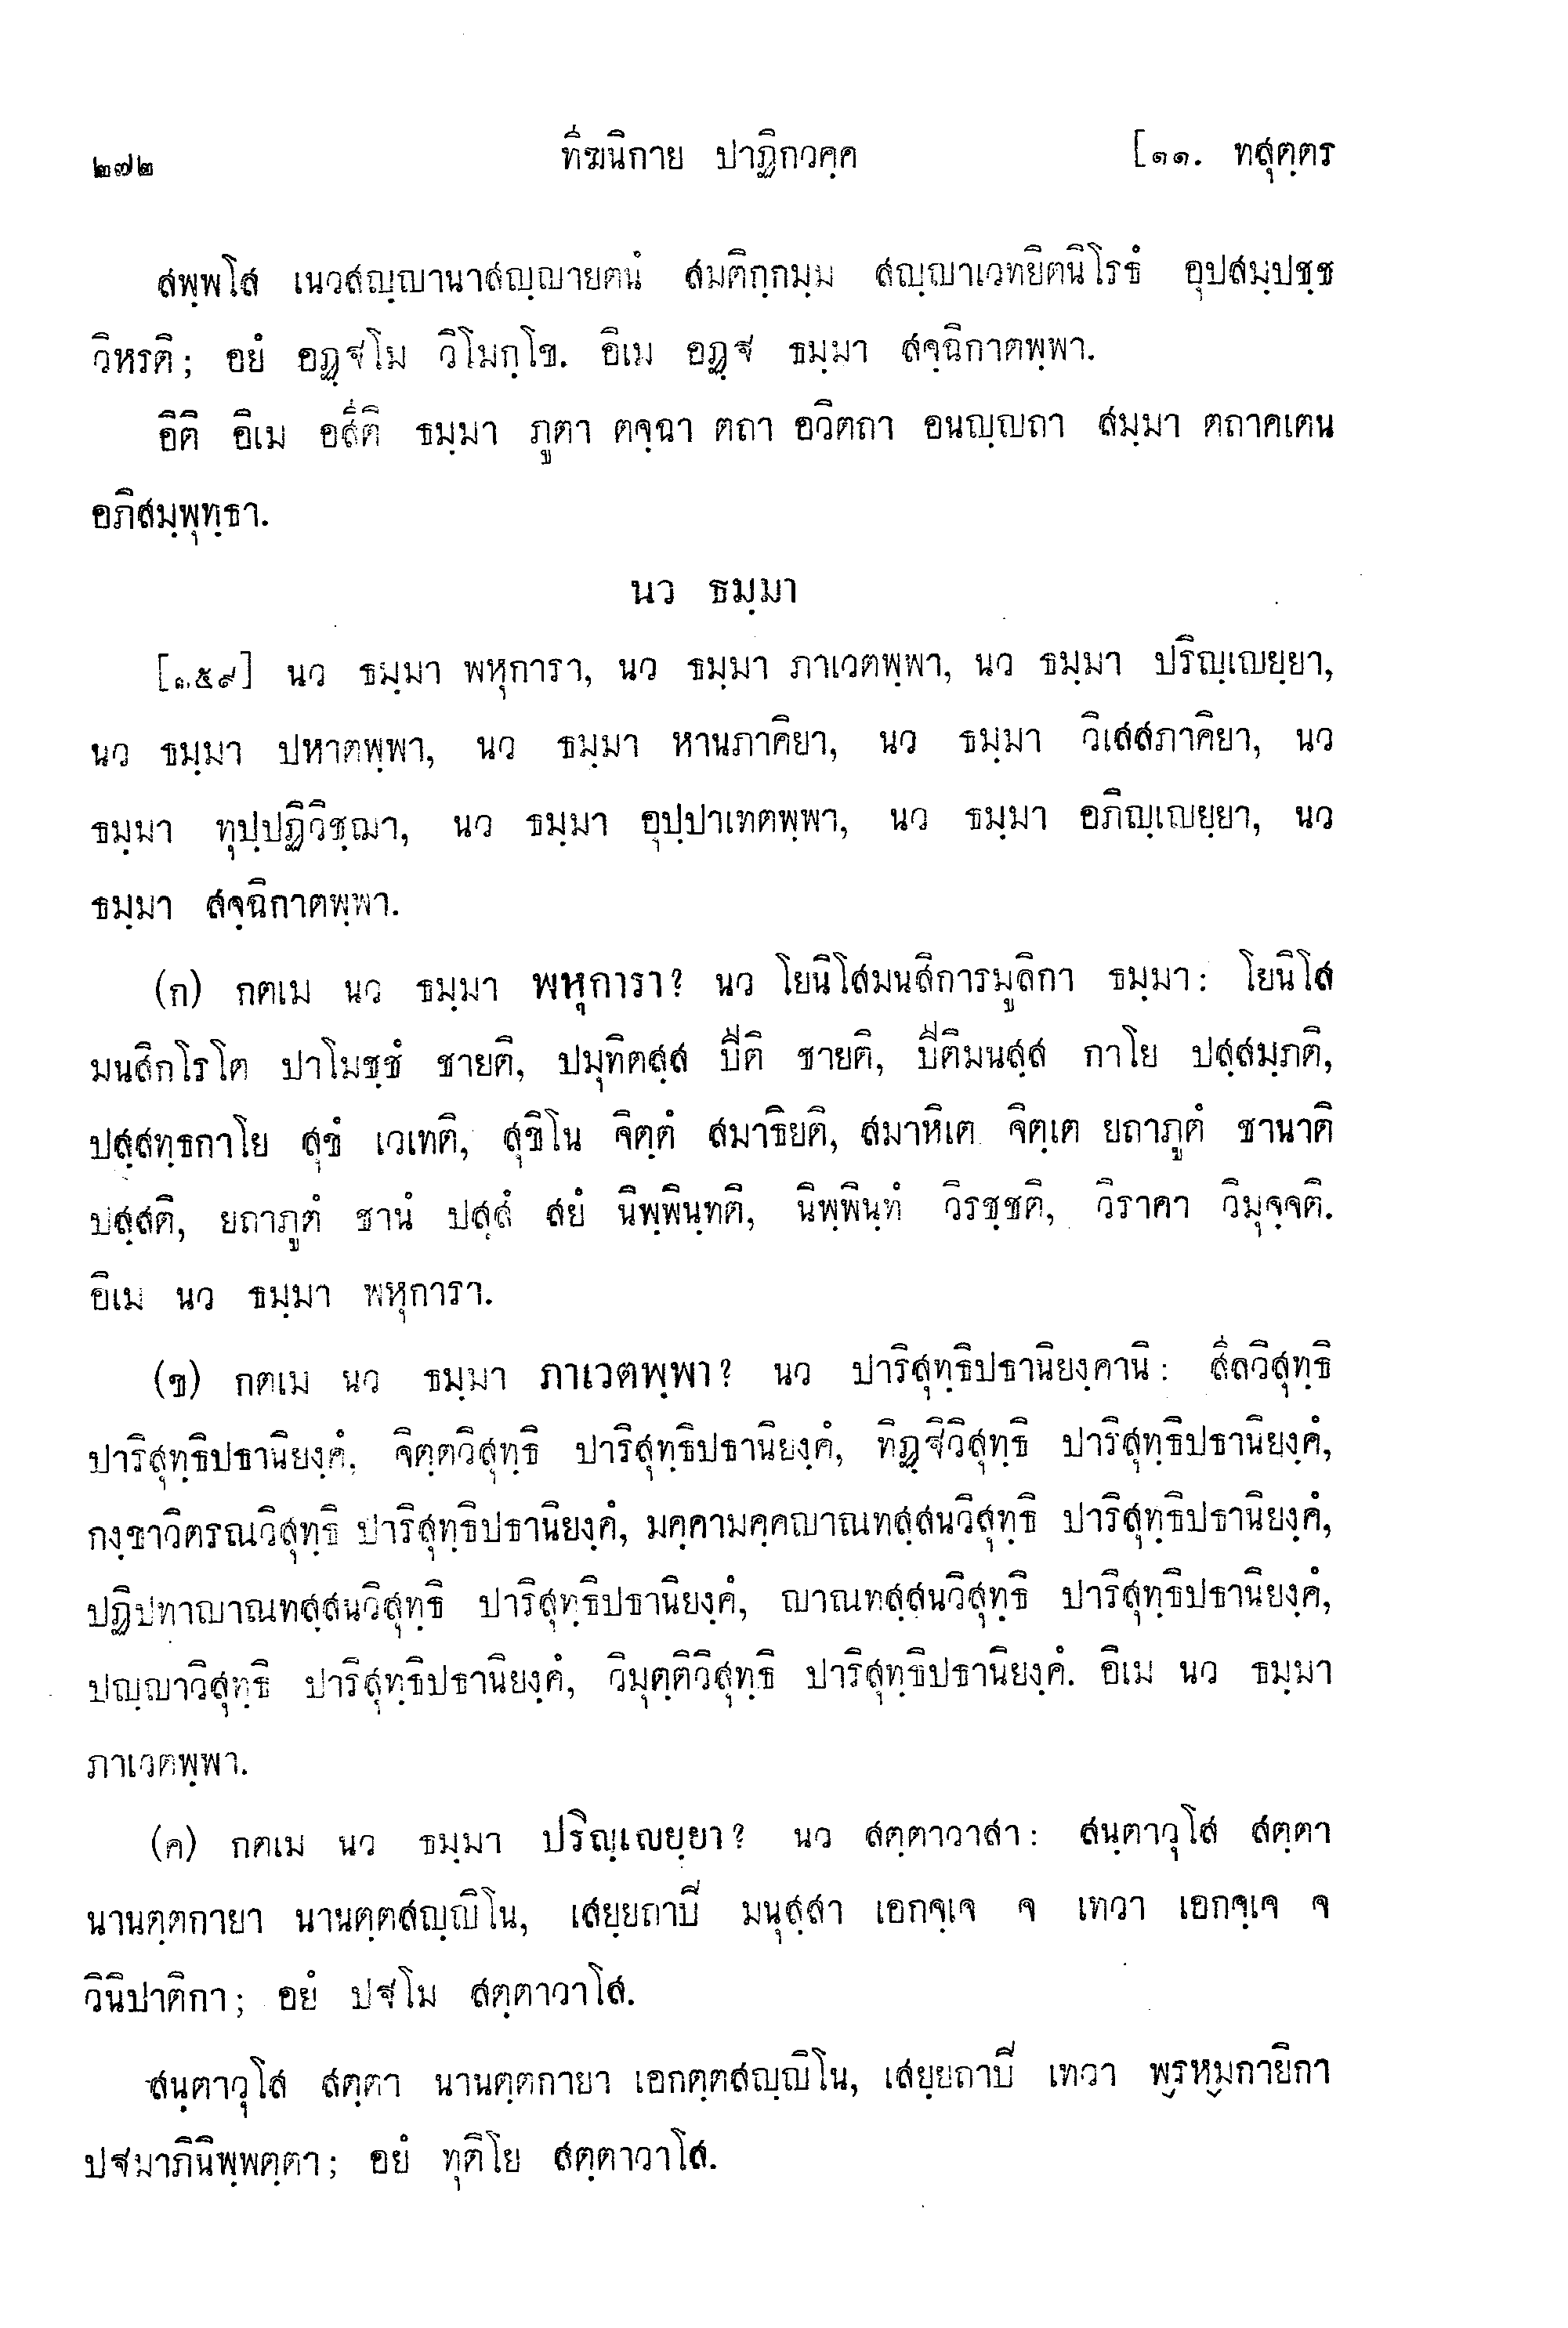 ๒๗๒ ทีฆนิกาย ปาฏิกวคฺค [๑๑. ทสุตฺตร
สพฺพโส เนวสญฺญานาสญฺญายตนํ สมติกฺกมฺม สญฺญาเวทยิตนิโรธํ อุปสมฺปชฺช
วิหรติ; อยํ อฏฺฐโม วิโมกฺโข. อิเม อฏฺฐ ธมฺมา สจฺฉิกาตพฺพา.
อิติ อิเม อสีติ ธมฺมา ภูตา ตจฺฉา ตถา อวิตถา อนญฺญถา สมฺมา ตถาคเตน
อภิสมฺพุทฺธา.
นว ธมฺมา
[๓๕๙] นว ธมฺมา พหุการา, นว ธมฺมา ภาเวตพฺพา, นว ธมฺมา ปริญฺเญยฺยา,
นว ธมฺมา ปหาตพฺพา, นว ธมฺมา หานภาคิยา, นว ธมฺมา วิเสสภาคิยา, นว
ธมฺมา ทุปฺปฏิวิชฺฌา, นว ธมฺมา อุปฺปาเทตพฺพา, นว ธมฺมา อภิญฺเญยฺยา, นว
ธมฺมา สจฺฉิกาตพฺพา.
(ก) กตเม นว ธมฺมา พหุการา? นว โยนิโสมนสิการมูลิกา ธมฺมา: โยนิโส
มนสิกโรโต ปาโมชฺชํ ชายติ, ปมุทิตสฺส ปีติ ชายติ, ปีติมนสฺส กาโย ปสฺสมฺภติ,
ปสฺสทฺธกาโย สุขํ เวเทติ, สุขิโน จิตฺตํ สมาธิยติ, สมาหิเต จิตฺเต ยถาภูตํ ชานาติ
ปสฺสติ, ยถาภูตํ ชานํ ปสฺสํ สยํ นิพฺพินฺทติ, นิพฺพินฺทํ วิรชฺชติ, วิราคา วิมุจฺจติ.
อิเม นว ธมฺมา พหุการา.
(ข) กตเม นว ธมฺมา ภาเวตพฺพา? นว ปาริสุทฺธิปธานิยงฺคานิ: สีลวิสุทฺธิ
ปาริสุทฺธิปธานิยงฺคํ, จิตฺตวิสุทฺธิ ปาริสุทฺธิปธานิยงฺคํ, ทิฏฺฐิวิสุทฺธิ ปาริสุทฺธิปธานิยงฺคํ,
กงฺขาวิตรณวิสุทฺธิ ปาริสุทฺธิปธานิยงฺคํ, มคฺคามคฺคญาณทสฺสนวิสุทฺธิ ปาริสุทฺธิปธานิยงฺคํ,
ปฏิปทาญาณทสฺสนวิสุทฺธิ ปาริสุทฺธิปธานิยงฺคํ, ญาณทสฺสนวิสุทฺธิ ปาริสุทฺธิปธานิยงฺคํ,
ปญฺญาวิสุทฺธิ ปาริสุทฺธิปธานิยงฺคํ, วิมุตฺติวิสุทฺธิ ปาริสุทฺธิปธานิยงฺคํ. อิเม นว ธมฺมา
ภาเวตพฺพา.
(ค) กตเม นว ธมฺมา ปริญฺเญยฺยา? นว สตฺตาวาสา: สนฺตาวุโส สตฺตา
นานตฺตกายา นานตฺตสญฺญิโน, เสยฺยถาปิ มนุสฺสา เอกจฺเจ จ เทวา เอกจฺเจ จ
วินิปาติกา; อยํ ปฐโม สตฺตาวาโส.
สนฺตาวุโส สตฺตา นานตฺตกายา เอกตฺตสญฺญิโน, เสยฺยถาปิ เทวา พฺรหฺมกายิกา
ปฐมาภินิพฺพตฺตา; อยํ ทุติโย สตฺตาวาโส.